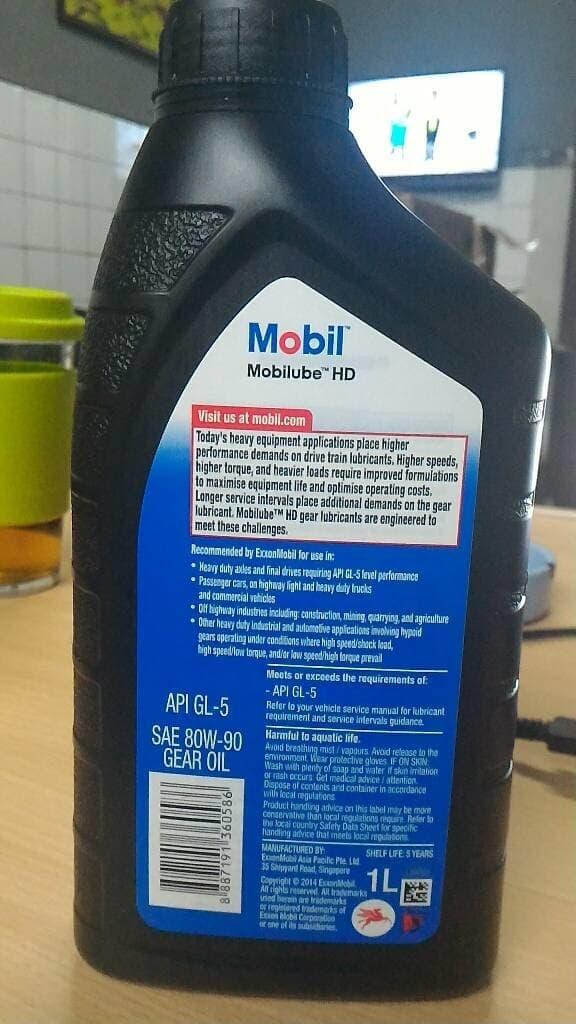 Mobil™
Mobilube™ HD
Visit us at mobil.com
Today's heavy equipment applications place higher
performance demands on drive train lubricants. Higher speeds,
higher torque, and heavier loads require improved formulations
to maximise equipment life and optimise operating costs.
Longer service intervals place additional demands on the gear
lubricant. Mobilube™ HD gear lubricants are engineered to
meet these challenges.
Recommended by ExxonMobil for use in:
• Heavy duty axles and final drives requiring API GL-5 level performance
• Passenger cars, on highway light and heavy duty trucks
and commercial vehicles
• Off highway industries including: construction, mining, quarrying, and agriculture
• Other heavy duty industrial and automotive applications involving hypoid
gears operating under conditions where high speed/shock load,
high speed/low torque, and/or low speed/high torque prevail
Meets or exceeds the requirements of:
- API GL-5
Refer to your vehicle service manual for lubricant
requirement and service intervals guidance.
API GL-5
SAE 80W-90
GEAR OIL
Harmful to aquatic life.
Avoid breathing mist / vapours. Avoid release to the
environment. Wear protective gloves. IF ON SKIN:
Wash with plenty of soap and water. If skin irritation
or rash occurs: Get medical advice / attention.
Dispose of contents and container in accordance
with local regulations.
Product handling advice on this label may be more
conservative than local regulations require. Refer to
the local country Safety Data Sheet for specific
handling advice that meets local regulations.
MANUFACTURED BY:
ExxonMobil Asia Pacific Pte. Ltd.
35 Shipyard Road, Singapore
SHELF LIFE: 5 YEARS
Copyright © 2014 ExxonMobil.
All rights reserved. All trademarks
used herein are trademarks
or registered trademarks of
Exxon Mobil Corporation
or one of its subsidiaries.
1L
8 887191 360586